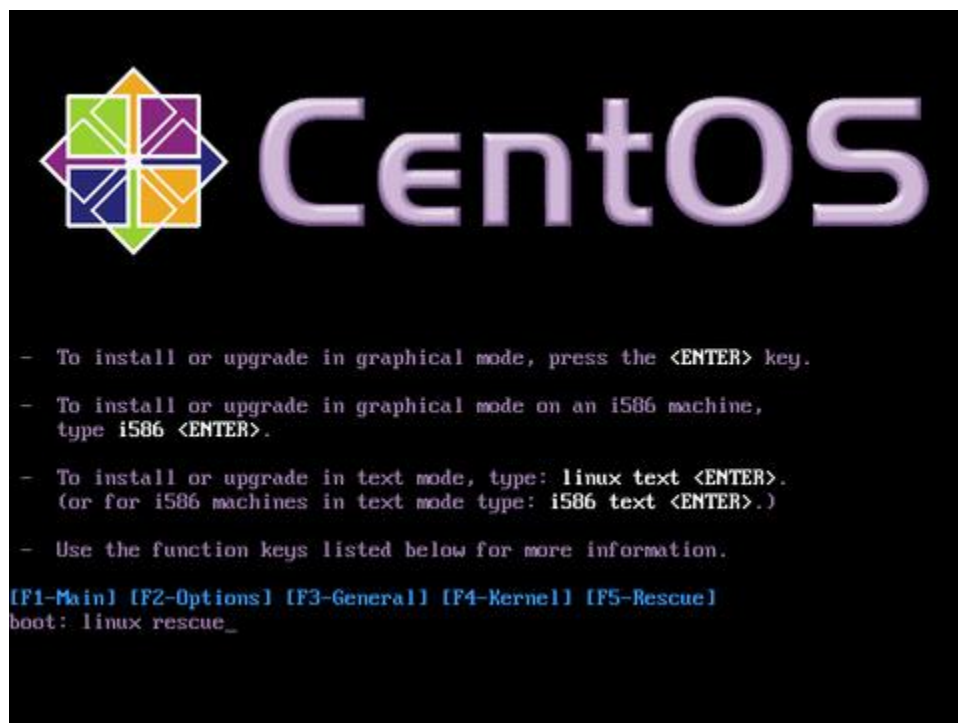 CentOS
- To install or upgrade in graphical mode, press the <ENTER> key.
- To install or upgrade in graphical mode on an i586 machine,
type i586 <ENTER>.
- To install or upgrade in text mode, type: linux text <ENTER>.
(or for i586 machines in text mode type: i586 text <ENTER>.)
- Use the function keys listed below for more information.
[F1-Main] [F2-Options] [F3-General] [F4-Kernel] [F5-Rescue]
boot: linux rescue_